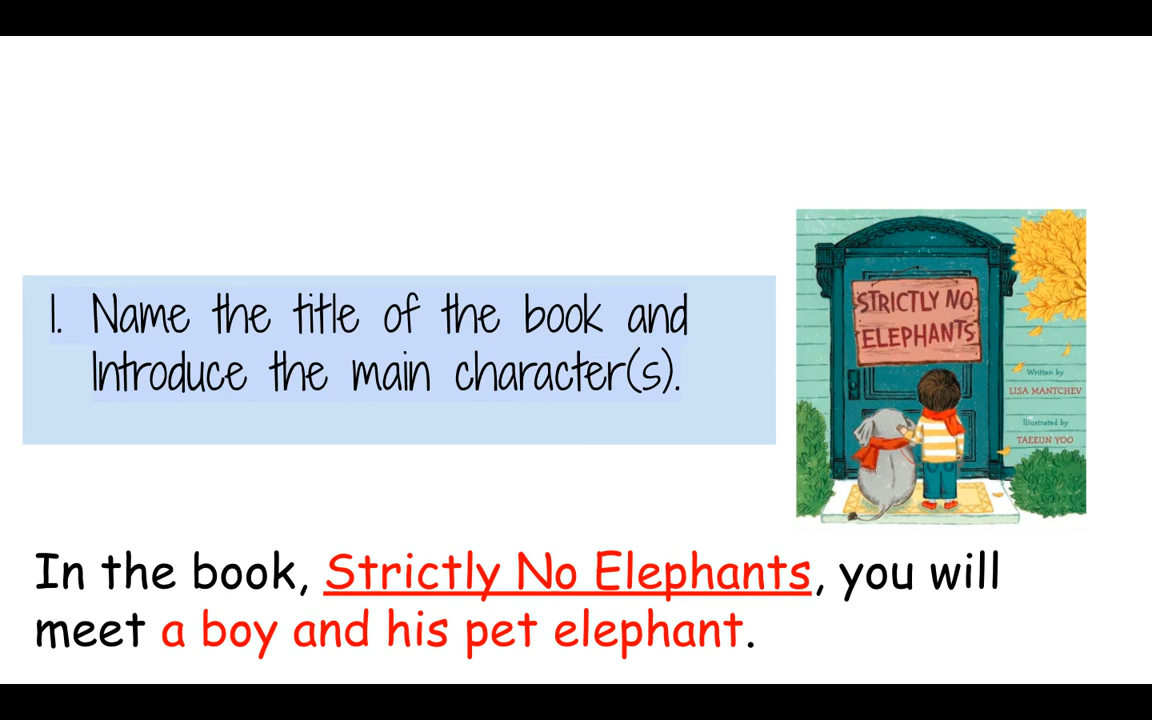 1. Name the title of the book and
Introduce the main character(s).
STRICTLY NO
ELEPHANTS
Written by
LISA MANTCHEV
Illustrated by
TAEEUN YOO
In the book, Strictly No Elephants, you will
meet a boy and his pet elephant.